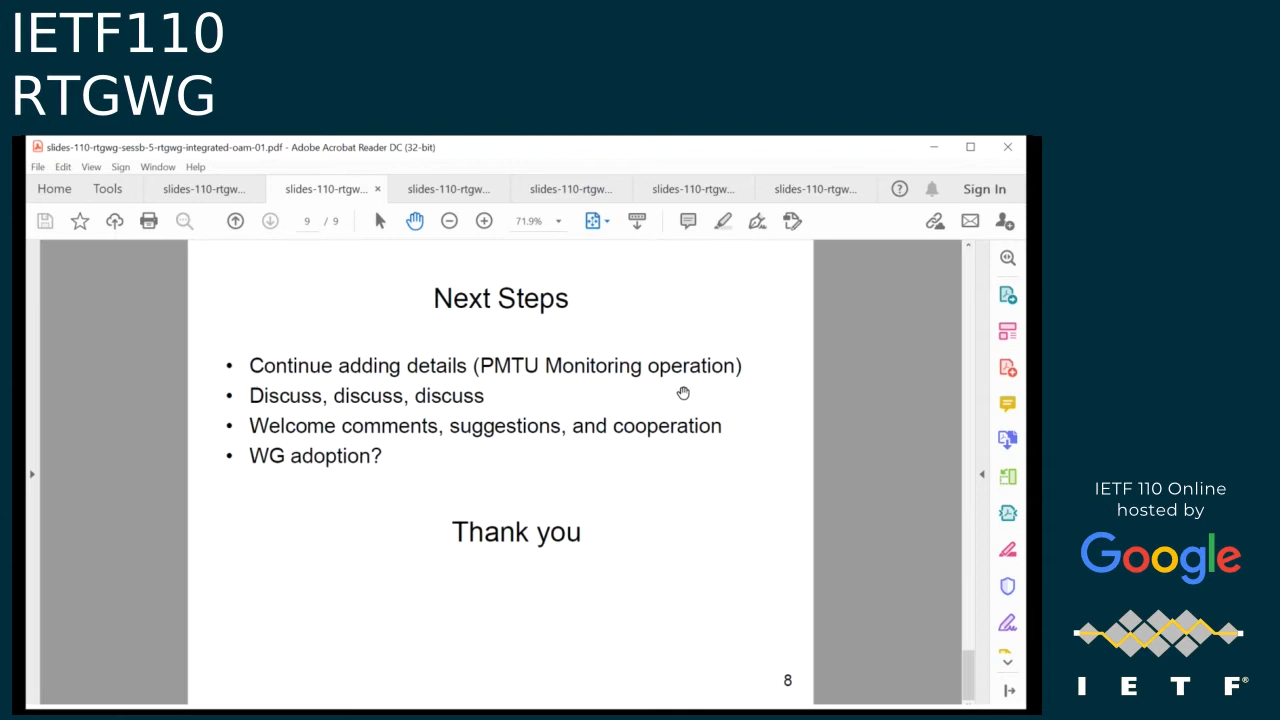 IETF110
RTGWG
slides-110-rtgwg-sessb-5-rtgwg-integrated-oam-01.pdf - Adobe Acrobat Reader DC (32-bit)
File Edit View Sign Window Help
Home Tools slides-110-rtgw... slides-110-rtgw... × slides-110-rtgw... slides-110-rtgw... slides-110-rtgw... slides-110-rtgw... Sign In
9 / 9 71.9%
Next Steps
• Continue adding details (PMTU Monitoring operation)
• Discuss, discuss, discuss
• Welcome comments, suggestions, and cooperation
• WG adoption?
Thank you
8
IETF 110 Online
hosted by
Google
I E T F®